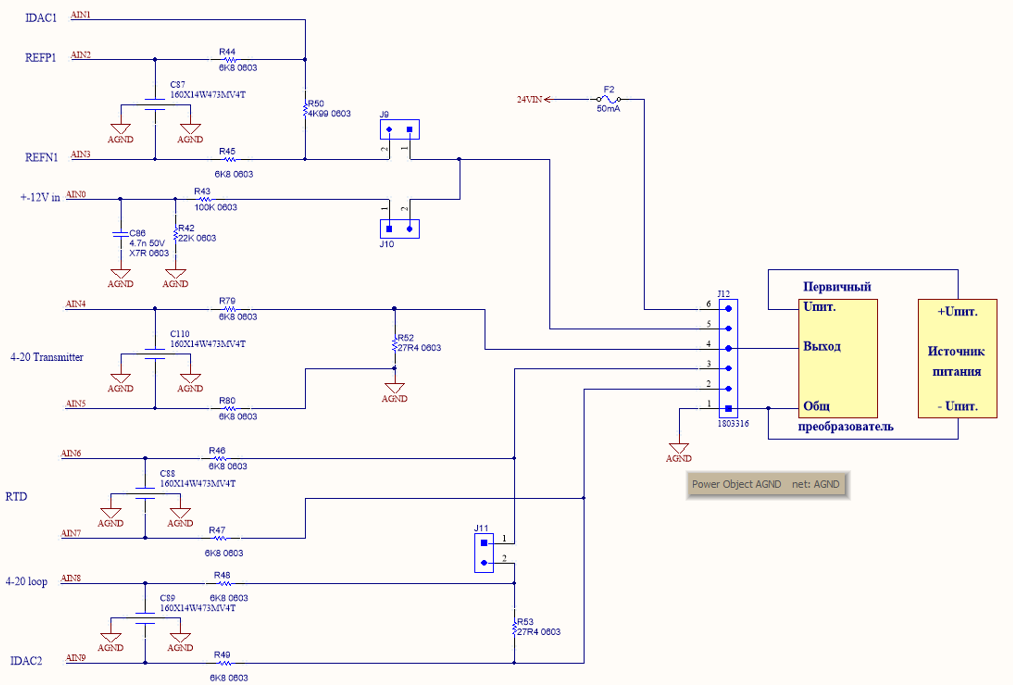 IDAC1 AIN1
REFP1 AIN2
R44
6K8 0603
C87
160X14W473MV4T
AGND AGND
R50
4K99 0603
REFN1 AIN3
R45
6K8 0603
J9
2 1
24VIN
F2
50mA
+-12V in AIN0
R43
100K 0603
1 2
J10
C86
4.7n 50V
X7R 0603
R42
22K 0603
AGND AGND
AIN4
R79
6K8 0603
C110
160X14W473MV4T
AGND AGND
4-20 Transmitter
R52
27R4 0603
AGND
AIN5
R80
6K8 0603
J12
6
5
4
3
2
1
1803316
AGND
Первичный
Uпит.
Выход
Общ
преобразователь
+Uпит.
Источник
питания
- Uпит.
Power Object AGND net: AGND
AIN6
R46
6K8 0603
C88
160X14W473MV4T
RTD
AGND AGND
AIN7
R47
6K8 0603
J11
1
2
4-20 loop AIN8
R48
6K8 0603
C89
160X14W473MV4T
AGND AGND
R53
27R4 0603
IDAC2 AIN9
R49
6K8 0603